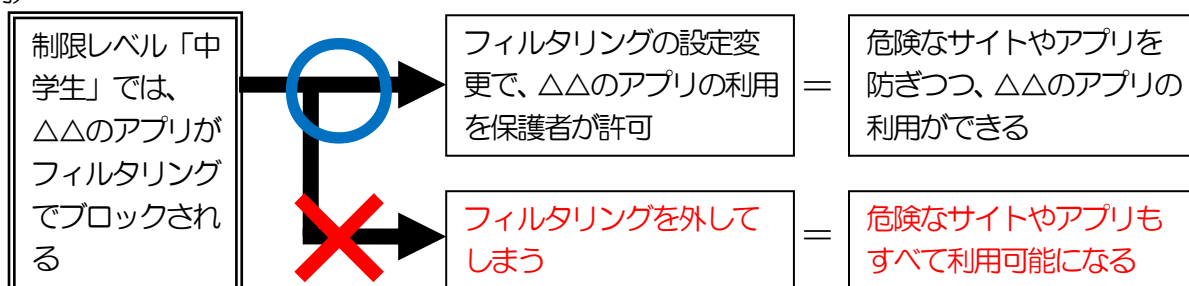 制限レベル「中
学生」では、
△△のアプリが
フィルタリング
でブロックされ
る
フィルタリングの設定変
更で、△△のアプリの利用
を保護者が許可
＝
危険なサイトやアプリを
防ぎつつ、△△のアプリの
利用ができる
フィルタリングを外して
しまう
＝
危険なサイトやアプリも
すべて利用可能になる